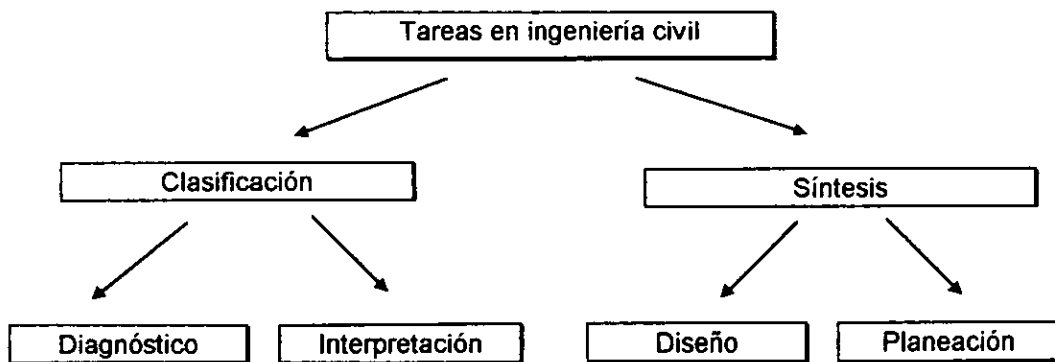 Tareas en ingeniería civil
Clasificación
Síntesis
Diagnóstico
Interpretación
Diseño
Planeación